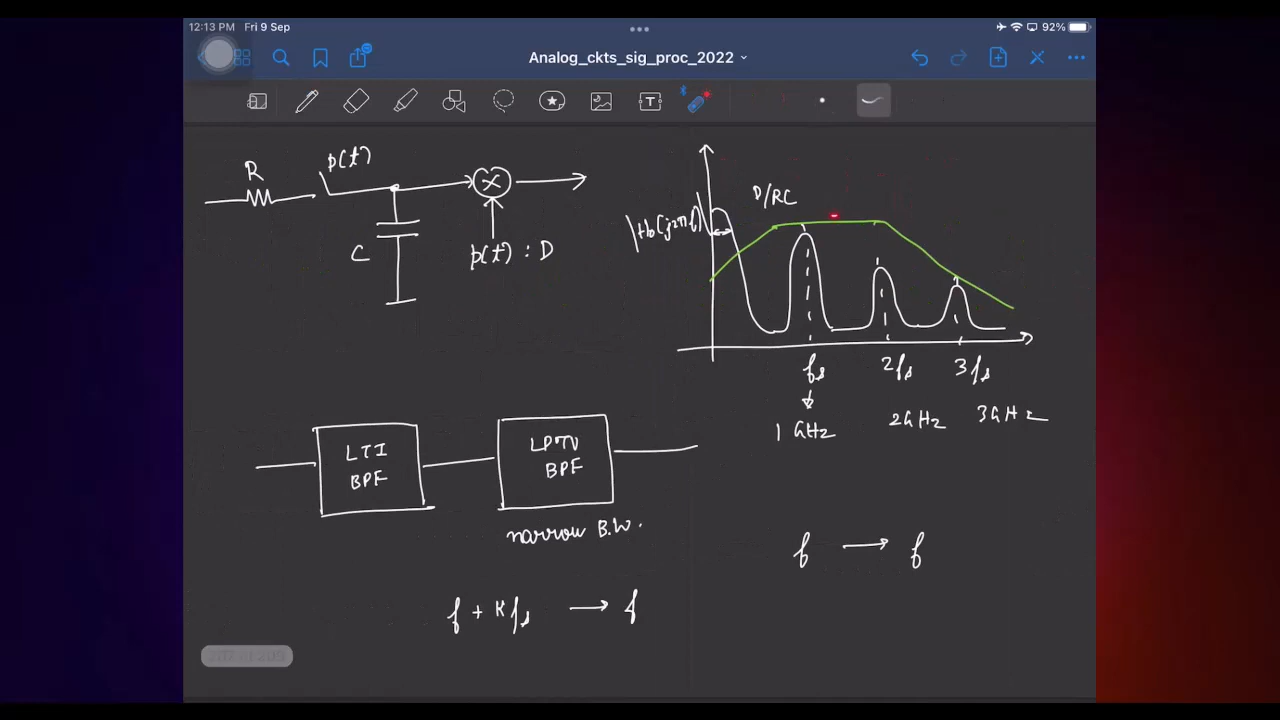 12:13 PM Fri 9 Sep
92%
Analog_ckts_sig_proc_2022
R
p(t)
C
p(t) : D
|H0(j2πf)|
D/RC
fs
2fs
3fs
1 GHz
2GHz
3GHz
LTI
BPF
LPTV
BPF
narrow B.W.
f → f
f + Kfs → f